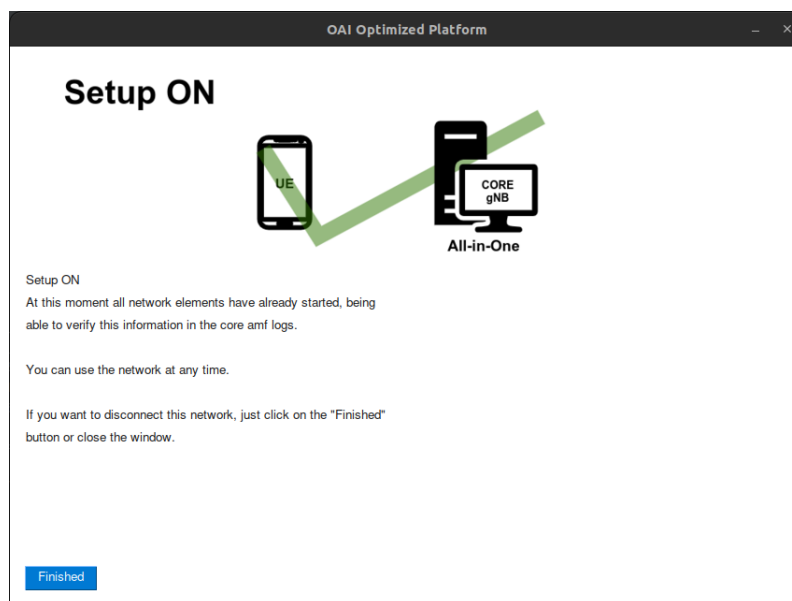 OAI Optimized Platform
Setup ON
UE
CORE
gNB
All-in-One
Setup ON
At this moment all network elements have already started, being
able to verify this information in the core amf logs.
You can use the network at any time.
If you want to disconnect this network, just click on the "Finished"
button or close the window.
Finished